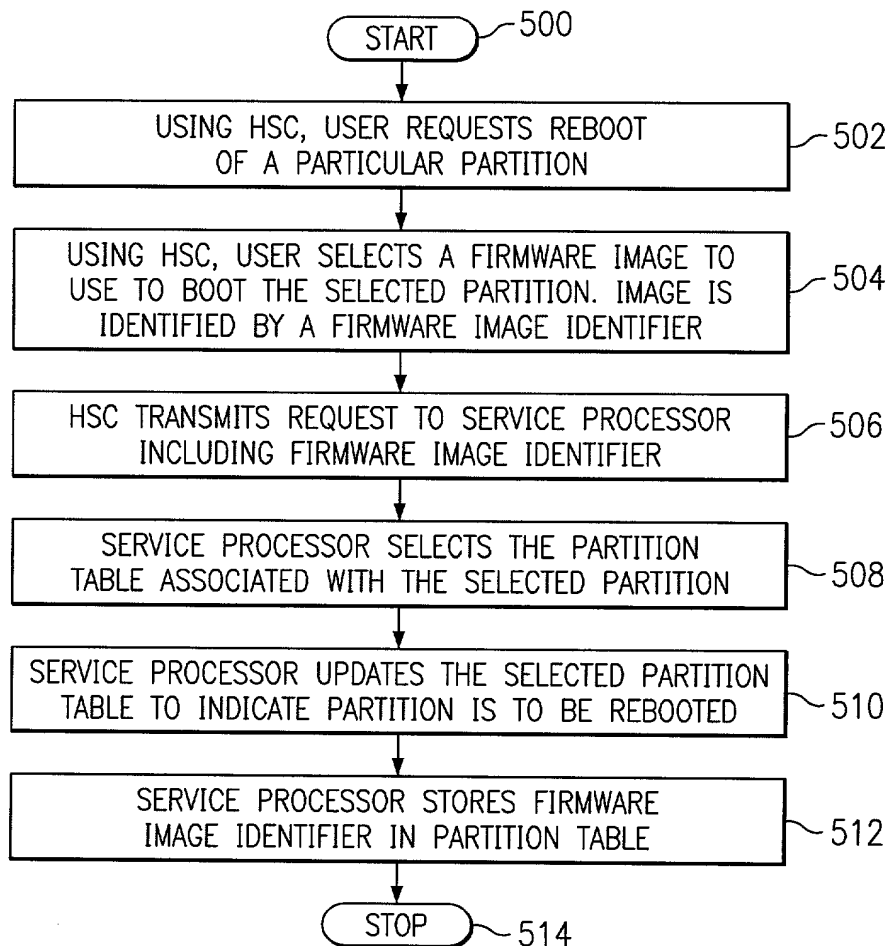 START
500
USING HSC, USER REQUESTS REBOOT
OF A PARTICULAR PARTITION
502
USING HSC, USER SELECTS A FIRMWARE IMAGE TO
USE TO BOOT THE SELECTED PARTITION. IMAGE IS
IDENTIFIED BY A FIRMWARE IMAGE IDENTIFIER
504
HSC TRANSMITS REQUEST TO SERVICE PROCESSOR
INCLUDING FIRMWARE IMAGE IDENTIFIER
506
SERVICE PROCESSOR SELECTS THE PARTITION
TABLE ASSOCIATED WITH THE SELECTED PARTITION
508
SERVICE PROCESSOR UPDATES THE SELECTED PARTITION
TABLE TO INDICATE PARTITION IS TO BE REBOOTED
510
SERVICE PROCESSOR STORES FIRMWARE
IMAGE IDENTIFIER IN PARTITION TABLE
512
STOP
514